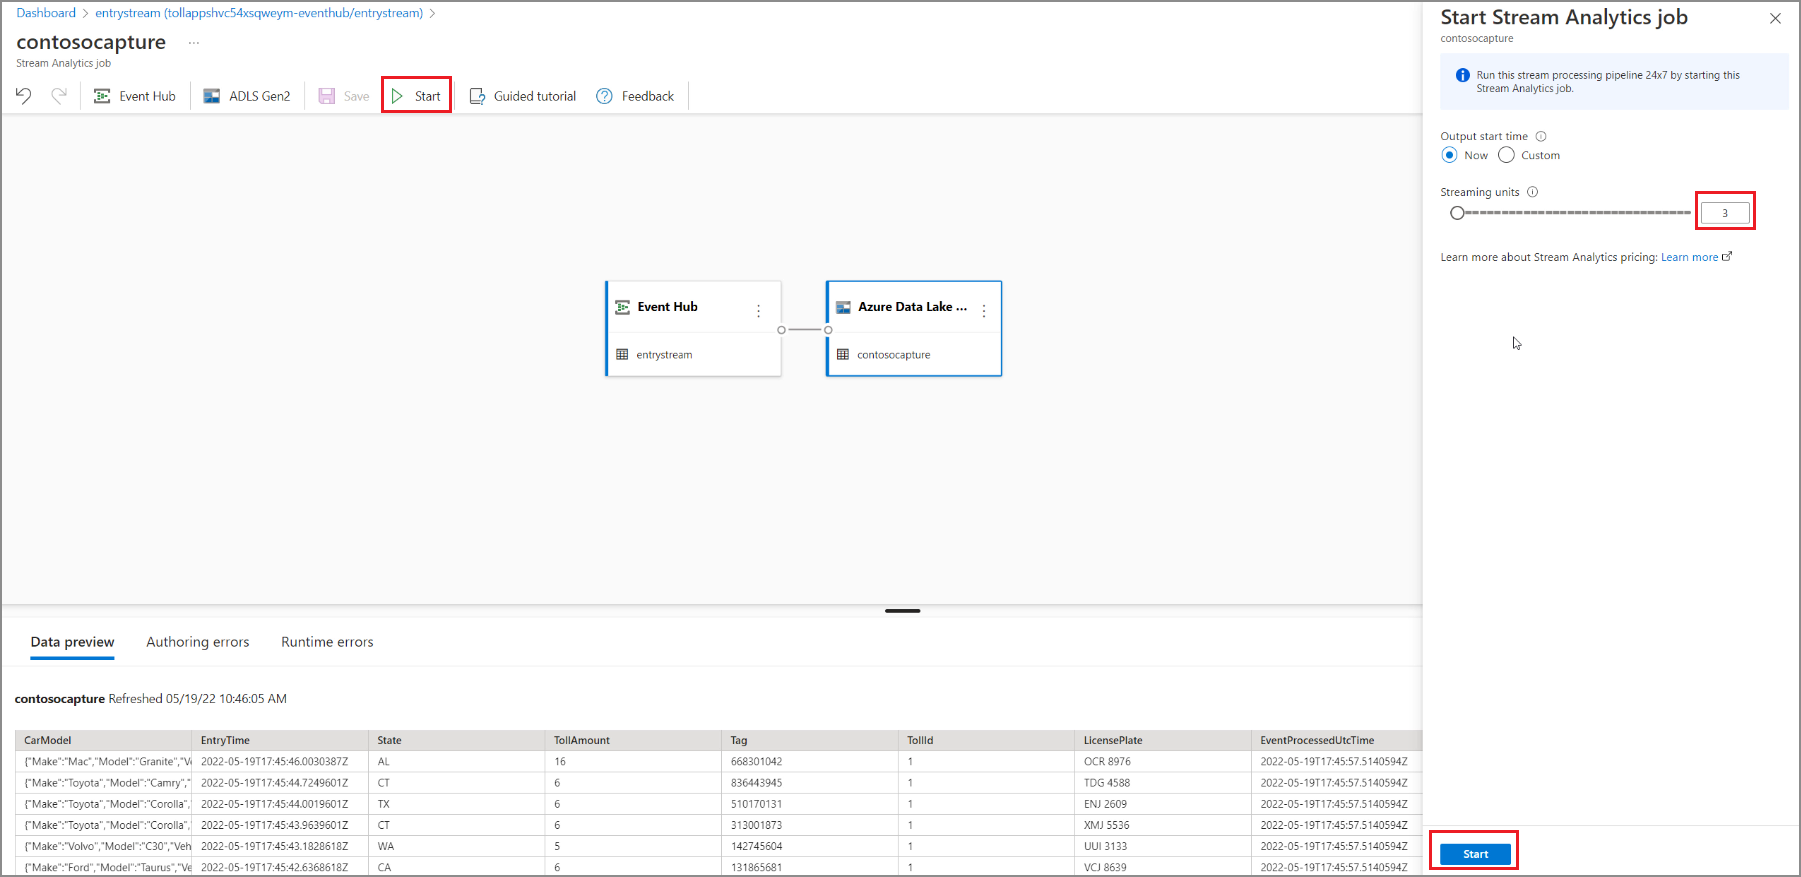 Dashboard > entrystream (tollappshvc54xsqweym-eventhub/entrystream) >
contosocapture ...
Stream Analytics job
Event Hub ADLS Gen2 Save Start Guided tutorial Feedback
Event Hub
entrystream
Azure Data Lake ...
contosocapture
Data preview Authoring errors Runtime errors
contosocapture Refreshed 05/19/22 10:46:05 AM
CarModel EntryTime State TollAmount Tag TollId LicensePlate EventProcessedUtcTime
{"Make":"Mac","Model":"Granite","Ve 2022-05-19T17:45:46.0030387Z AL 16 668301042 1 OCR 8976 2022-05-19T17:45:57.5140594Z
{"Make":"Toyota","Model":"Camry"," 2022-05-19T17:45:44.7249601Z CT 6 836443945 1 TDG 4588 2022-05-19T17:45:57.5140594Z
{"Make":"Toyota","Model":"Corolla", 2022-05-19T17:45:44.0019601Z TX 6 510170131 1 ENJ 2609 2022-05-19T17:45:57.5140594Z
{"Make":"Toyota","Model":"Corolla", 2022-05-19T17:45:43.9639601Z CT 6 313001873 1 XMJ 5536 2022-05-19T17:45:57.5140594Z
{"Make":"Volvo","Model":"C30","Veh 2022-05-19T17:45:43.1828618Z WA 5 142745604 1 UUI 3133 2022-05-19T17:45:57.5140594Z
{"Make":"Ford","Model":"Taurus","Ve 2022-05-19T17:45:42.6368618Z CA 6 131865681 1 VCJ 8639 2022-05-19T17:45:57.5140594Z
Start Stream Analytics job
contosocapture
Run this stream processing pipeline 24x7 by starting this
Stream Analytics job.
Output start time
Now Custom
Streaming units
3
Learn more about Stream Analytics pricing: Learn more
Start